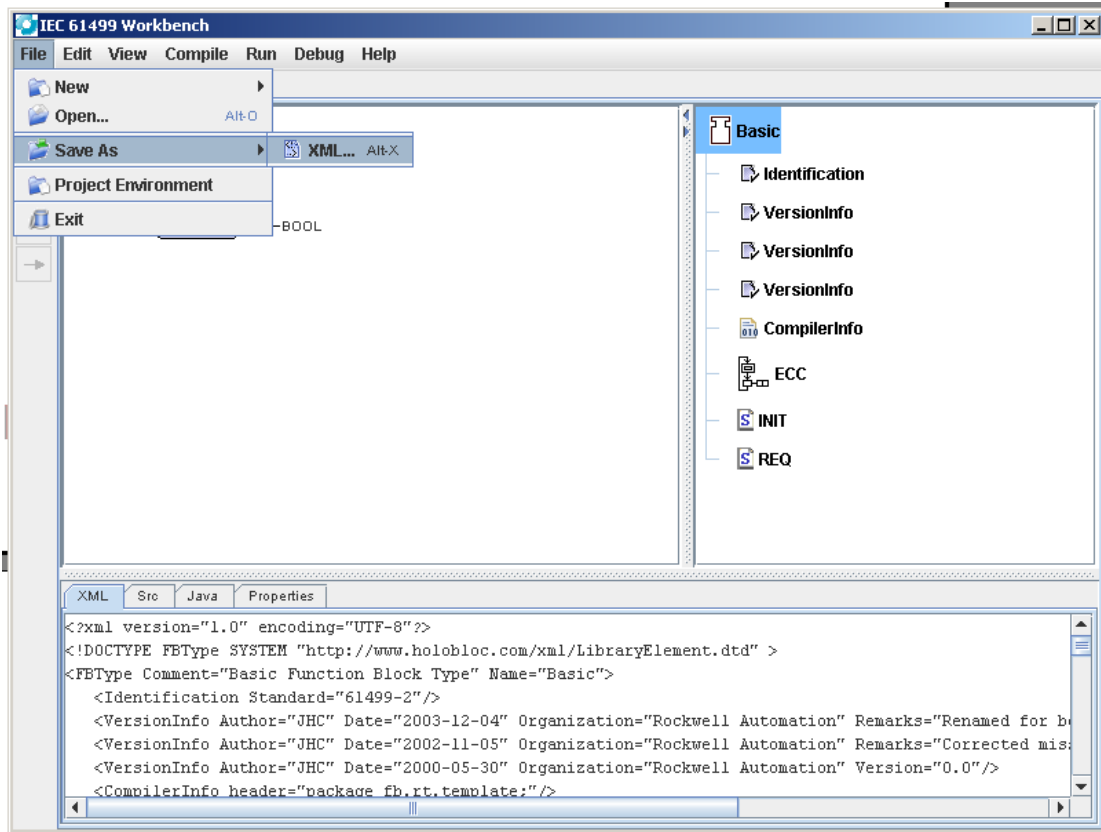 IEC 61499 Workbench
File Edit View Compile Run Debug Help
New
Open... Alt-O
Save As
XML... Alt-X
Project Environment
Exit
-BOOL
Basic
Identification
VersionInfo
VersionInfo
VersionInfo
CompilerInfo
ECC
INIT
REQ
XML Src Java Properties
<?xml version="1.0" encoding="UTF-8"?>
<!DOCTYPE FBType SYSTEM "http://www.holobloc.com/xml/LibraryElement.dtd" >
<FBType Comment="Basic Function Block Type" Name="Basic">
<Identification Standard="61499-2"/>
<VersionInfo Author="JHC" Date="2003-12-04" Organization="Rockwell Automation" Remarks="Renamed for
<VersionInfo Author="JHC" Date="2002-11-05" Organization="Rockwell Automation" Remarks="Corrected
<VersionInfo Author="JHC" Date="2000-05-30" Organization="Rockwell Automation" Version="0.0"/>
<CompilerInfo header="package fb.rt.template;"/>